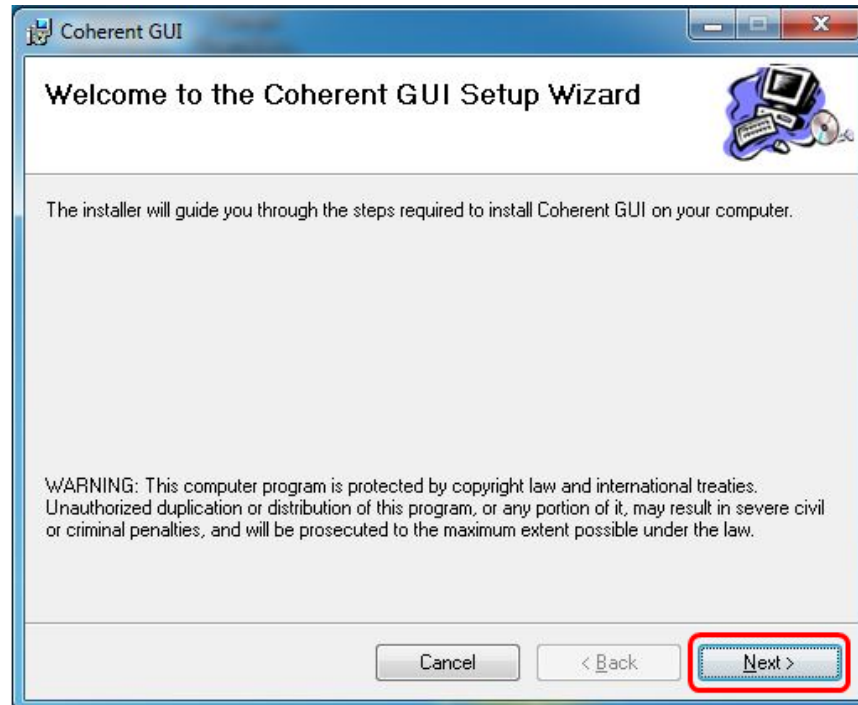 Coherent GUI
Welcome to the Coherent GUI Setup Wizard
The installer will guide you through the steps required to install Coherent GUI on your computer.
WARNING: This computer program is protected by copyright law and international treaties.
Unauthorized duplication or distribution of this program, or any portion of it, may result in severe civil
or criminal penalties, and will be prosecuted to the maximum extent possible under the law.
Cancel < Back Next >